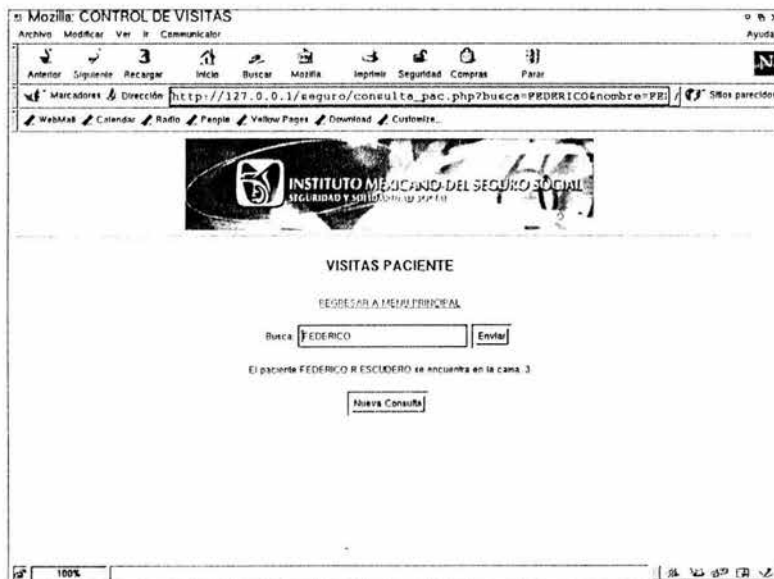 Mozilla: CONTROL DE VISITAS
Archivo Modificar Ver Ir Communicator Ayuda
Anterior Siguiente Recargar Inicio Buscar Mozilla Imprimir Seguridad Compras Parar N
Marcadores Dirección: http://127.0.0.1/seguro/consulta_pac.php?busca=FEDERICO&nombre=FE Sitios parecidos
WebMail Calendar Radio People Yellow Pages Download Customize...
INSTITUTO MEXICANO DEL SEGURO SOCIAL
SEGURIDAD Y SOLIDARIDAD SOCIAL
VISITAS PACIENTE
REGRESAR A MENU PRINCIPAL
Busca: FEDERICO Enviar
El paciente FEDERICO R ESCUDERO se encuentra en la cama. 3
Nueva Consulta
100%